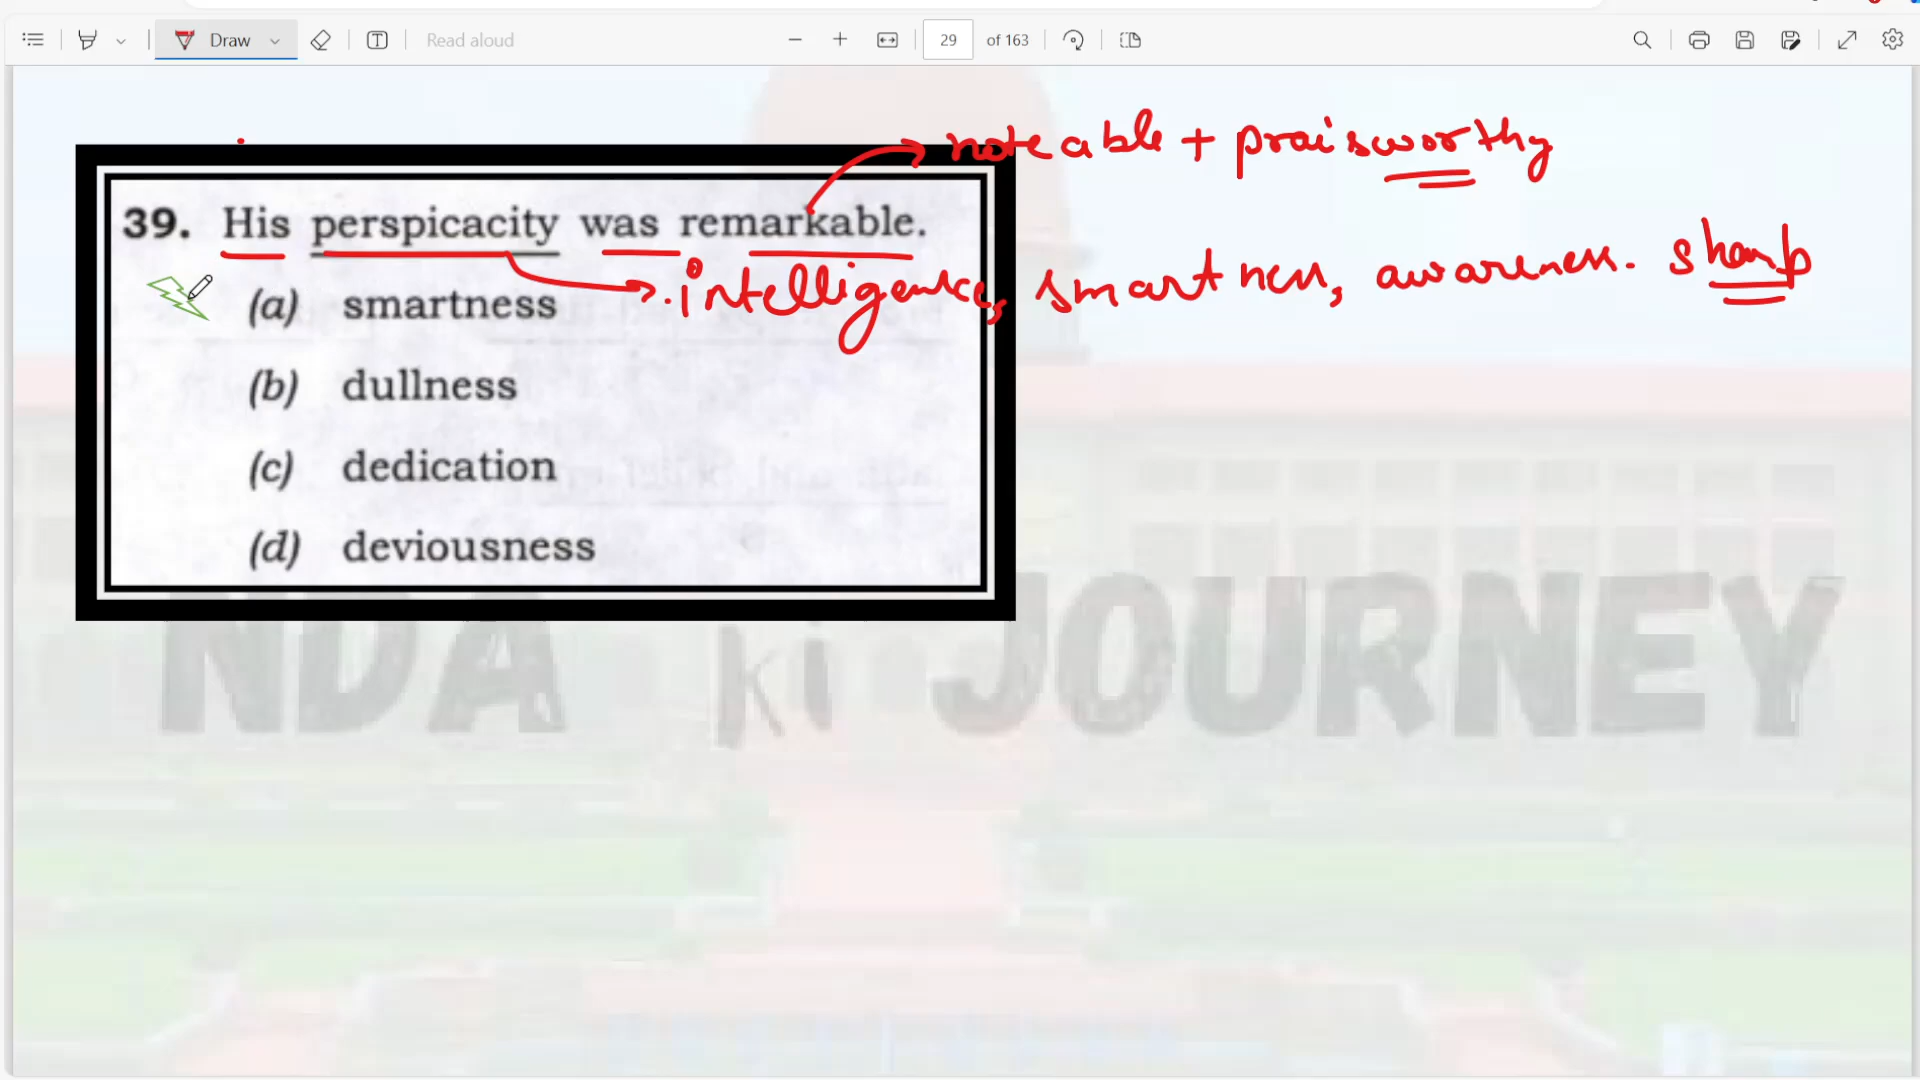 Draw
Read aloud
29 of 163
noteable + praisworthy
39. His perspicacity was remarkable.
intelligence, smartness, awareness. sharp
(a) smartness
(b) dullness
(c) dedication
(d) deviousness
NDA ki JOURNEY